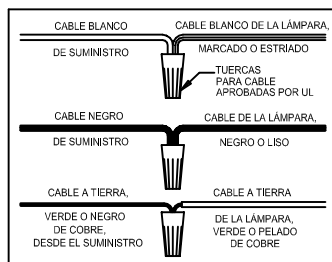 CABLE BLANCO
CABLE BLANCO DE LA LÁMPARA,
DE SUMINISTRO
MARCADO O ESTRIADO
TUERCAS
PARA CABLE
APROBADAS POR UL
CABLE NEGRO
CABLE DE LA LÁMPARA,
DE SUMINISTRO
NEGRO O LISO
CABLE A TIERRA,
CABLE A TIERRA
VERDE O NEGRO
DE COBRE,
DESDE EL SUMINISTRO
DE LA LÁMPARA,
VERDE O PELADO
DE COBRE